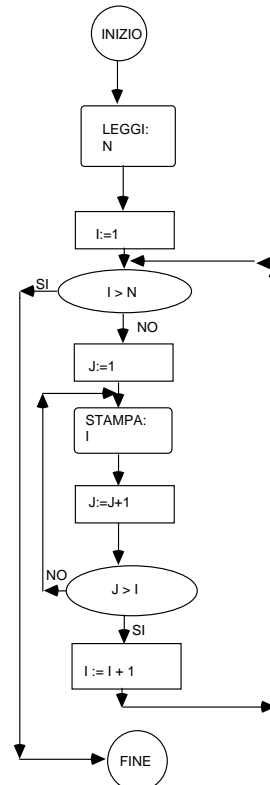 INIZIO
LEGGI:
N
I:=1
SI
I > N
NO
J:=1
STAMPA:
I
J:=J+1
NO
J > I
SI
I := I + 1
FINE